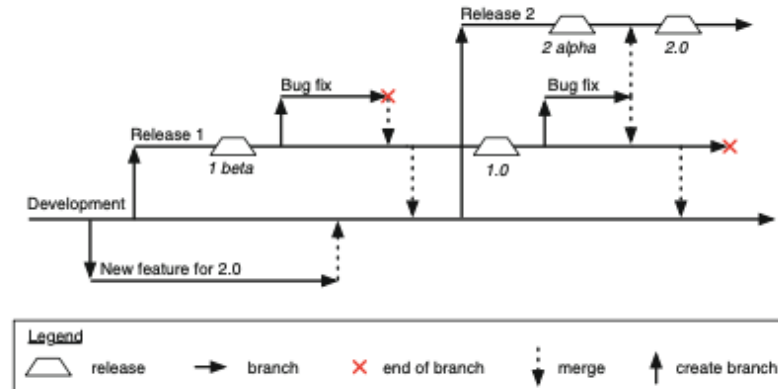 Release 2
2 alpha
2.0
Bug fix
Bug fix
Release 1
1 beta
1.0
Development
New feature for 2.0
Legend
release
branch
end of branch
merge
create branch